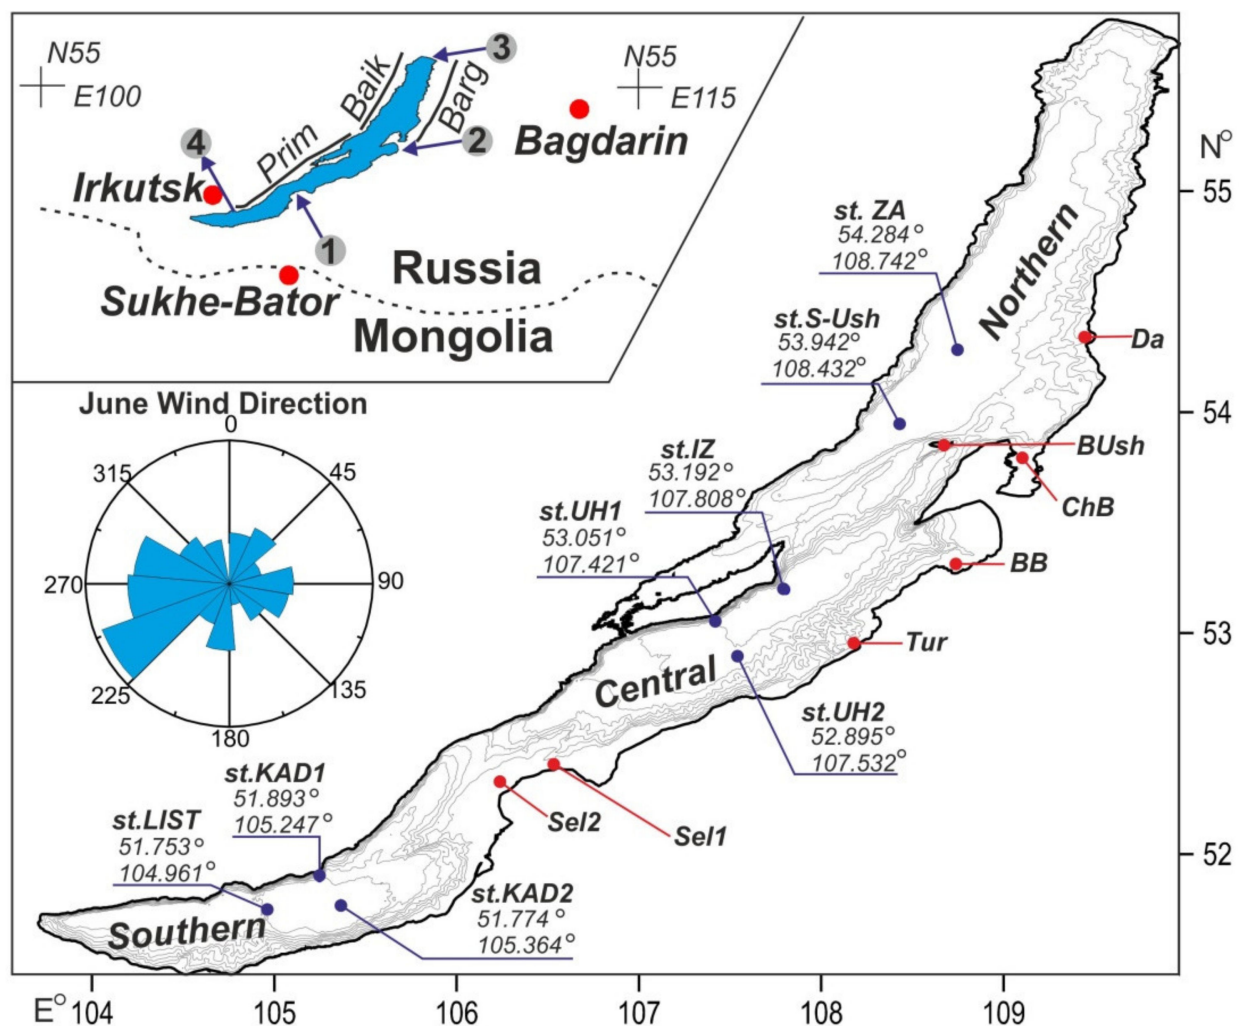 N55
E100
N55
E115
3
Baik
Barg
2
4
Prim
Bagdarin
Irkutsk
1
Russia
Sukhe-Bator
Mongolia
June Wind Direction
0
45
90
135
180
225
270
315
N°
55
54
53
52
st. ZA
54.284°
108.742°
st.S-Ush
53.942°
108.432°
Northern
Da
BUsh
ChB
BB
Tur
st.IZ
53.192°
107.808°
st.UH1
53.051°
107.421°
Central
st.UH2
52.895°
107.532°
st.KAD1
51.893°
105.247°
Sel2
Sel1
st.LIST
51.753°
104.961°
st.KAD2
51.774°
105.364°
Southern
E° 104 105 106 107 108 109